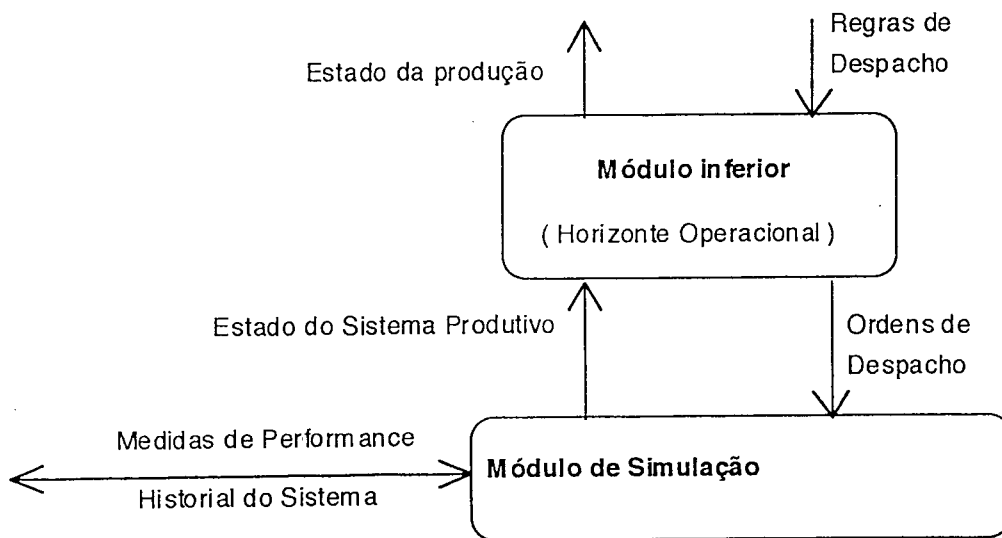 Regras de
Despacho
Estado da produção
Módulo inferior
( Horizonte Operacional )
Estado do Sistema Produtivo
Ordens de
Despacho
Medidas de Performance
Módulo de Simulação
Historial do Sistema